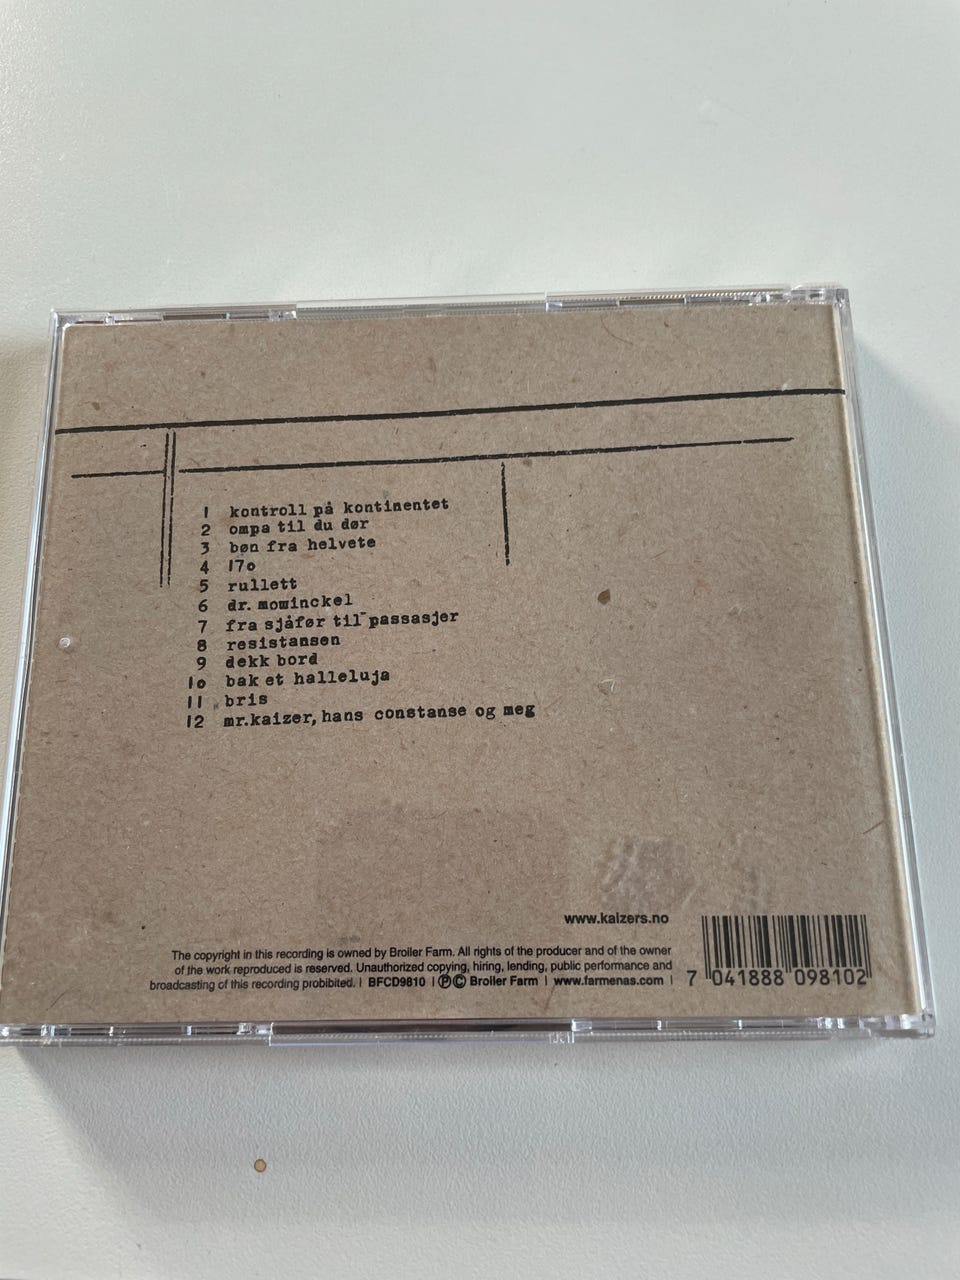 1 kontroll på kontinentet
2 ompa til du dør
3 bøn fra helvete
4 170
5 rullett
6 dr. mowinckel
7 fra sjåfør til passasjer
8 resistansen
9 dekk bord
10 bak et halleluja
11 bris
12 mr.kaizer, hans constanse og meg
www.kaizers.no
The copyright in this recording is owned by Broiler Farm. All rights of the producer and of the owner
of the work reproduced is reserved. Unauthorized copying, hiring, lending, public performance and
broadcasting of this recording probibited. | BFCD9810 | ℗© Broiler Farm | www.farmenas.com |
7 041888 098102